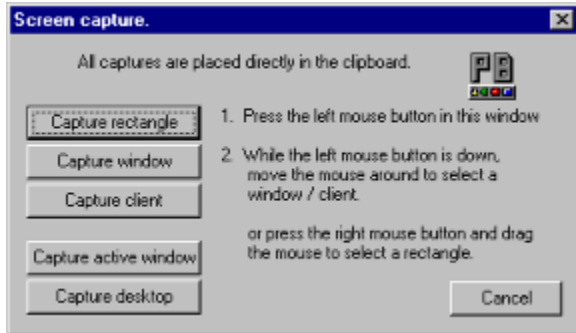 Screen capture.
All captures are placed directly in the clipboard.
PB
Capture rectangle
Capture window
Capture client
Capture active window
Capture desktop
1. Press the left mouse button in this window
2. While the left mouse button is down,
move the mouse around to select a
window / client.
or press the right mouse button and drag
the mouse to select a rectangle.
Cancel